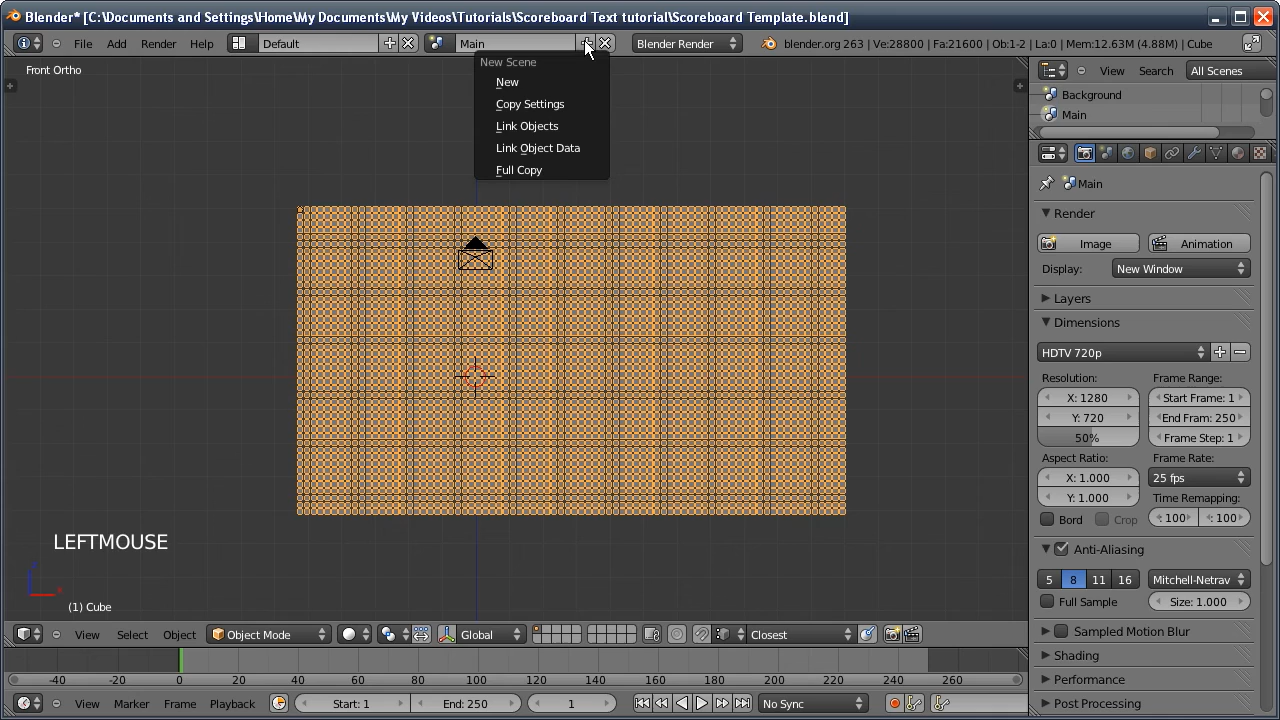 Blender* [C:\Documents and Settings\Home\My Documents\My Videos\Tutorials\Scoreboard Text tutorial\Scoreboard Template.blend]
File Add Render Help Default Main Blender Render blender.org 263 | Ve:28800 | Fa:21600 | Ob:1-2 | La:0 | Mem:12.63M (4.88M) | Cube
Front Ortho
New Scene
New
Copy Settings
Link Objects
Link Object Data
Full Copy
LEFTMOUSE
(1) Cube
View Search All Scenes
Background
Main
Main
Render
Image Animation
Display: New Window
Layers
Dimensions
HDTV 720p
Resolution: Frame Range:
X: 1280 Start Frame: 1
Y: 720 End Fram: 250
50% Frame Step: 1
Aspect Ratio: Frame Rate:
X: 1.000 25 fps
Y: 1.000 Time Remapping:
Bord Crop : 100 : 100
Anti-Aliasing
5 8 11 16 Mitchell-Netrav
Full Sample Size: 1.000
Sampled Motion Blur
Shading
Performance
Post Processing
View Select Object Object Mode Global Closest
-40 -20 0 20 40 60 80 100 120 140 160 180 200 220 240 260
View Marker Frame Playback Start: 1 End: 250 1 No Sync